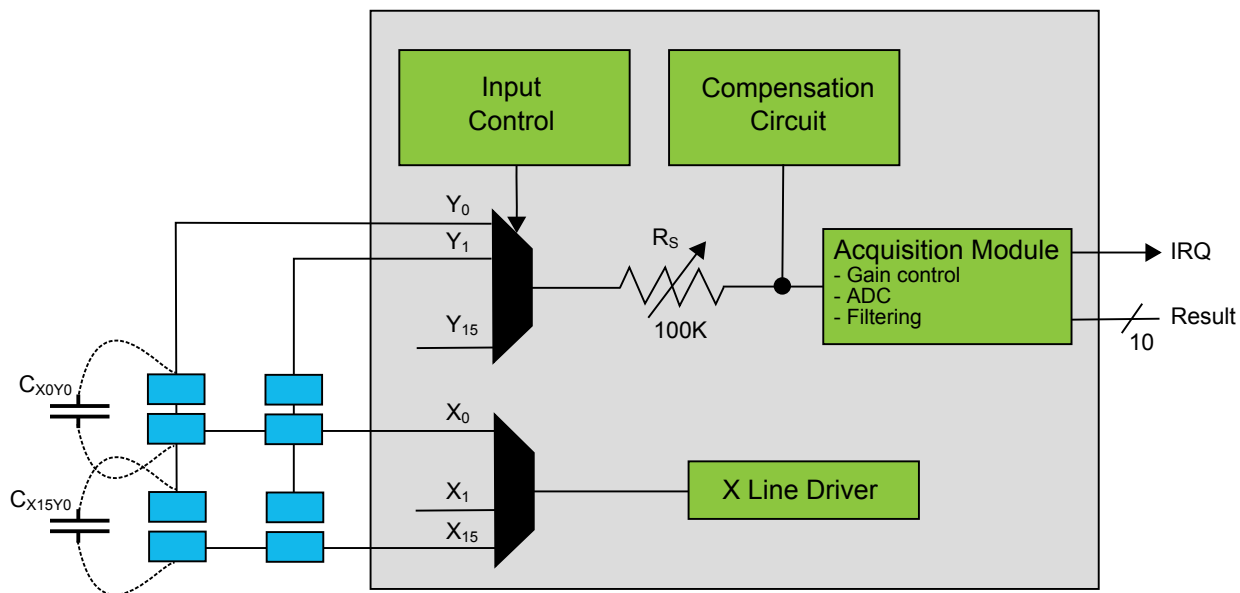 Input
Control
Compensation
Circuit
Y0
Y1
RS
Acquisition Module
- Gain control
- ADC
- Filtering
IRQ
Result
10
Y15
100K
CX0Y0
X0
CX15Y0
X1
X Line Driver
X15